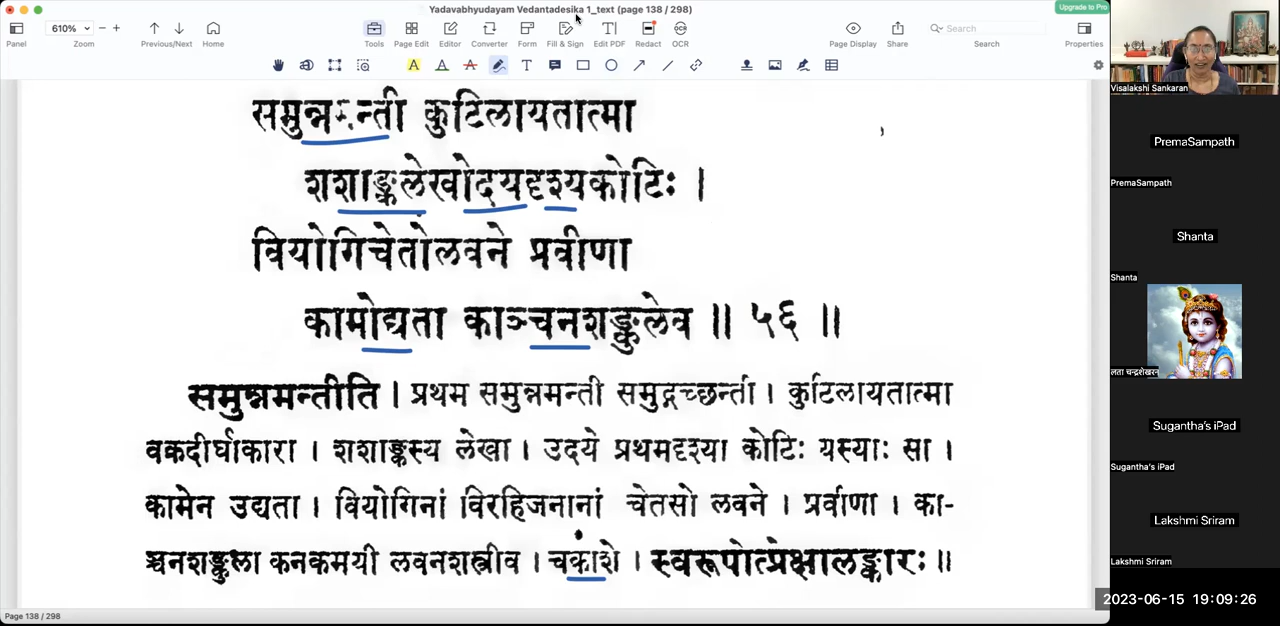 Yadavabhyudayam Vedantadesika 1_text (page 138 / 298)
Upgrade to Pro
610%
Search
Panel Zoom Previous/Next Home Tools Page Edit Editor Converter Form Fill & Sign Edit PDF Redact OCR Page Display Share Search Properties
समुन्नमन्ती कुटिलायतात्मा
शशाङ्कलेखोदयदृश्यकोटिः ।
वियोगिचेतोलवने प्रवीणा
कामोद्यता काञ्चनशङ्कुलेव ॥ ५६ ॥
समुन्नमन्तीति । प्रथम समुन्नमन्ती समुद्गच्छन्ती । कुटिलायतात्मा
वक्रदीर्घाकारा । शशाङ्कस्य लेखा । उदये प्रथमदृश्या कोटिः यस्याः सा ।
कामेन उद्यता । वियोगिनां विरहिजनानां चेतसो लवने । प्रवीणा । का-
ञ्चनशङ्कुला कनकमयी लवनशस्त्रीव । चकाशे । स्वरूपोत्प्रेक्षालङ्कारः ॥
Page 138 / 298
Visalakshi Sankaran
PremaSampath
PremaSampath
Shanta
Shanta
लता चन्द्रशेखरन
Sugantha's iPad
Sugantha's iPad
Lakshmi Sriram
Lakshmi Sriram
2023-06-15 19:09:26